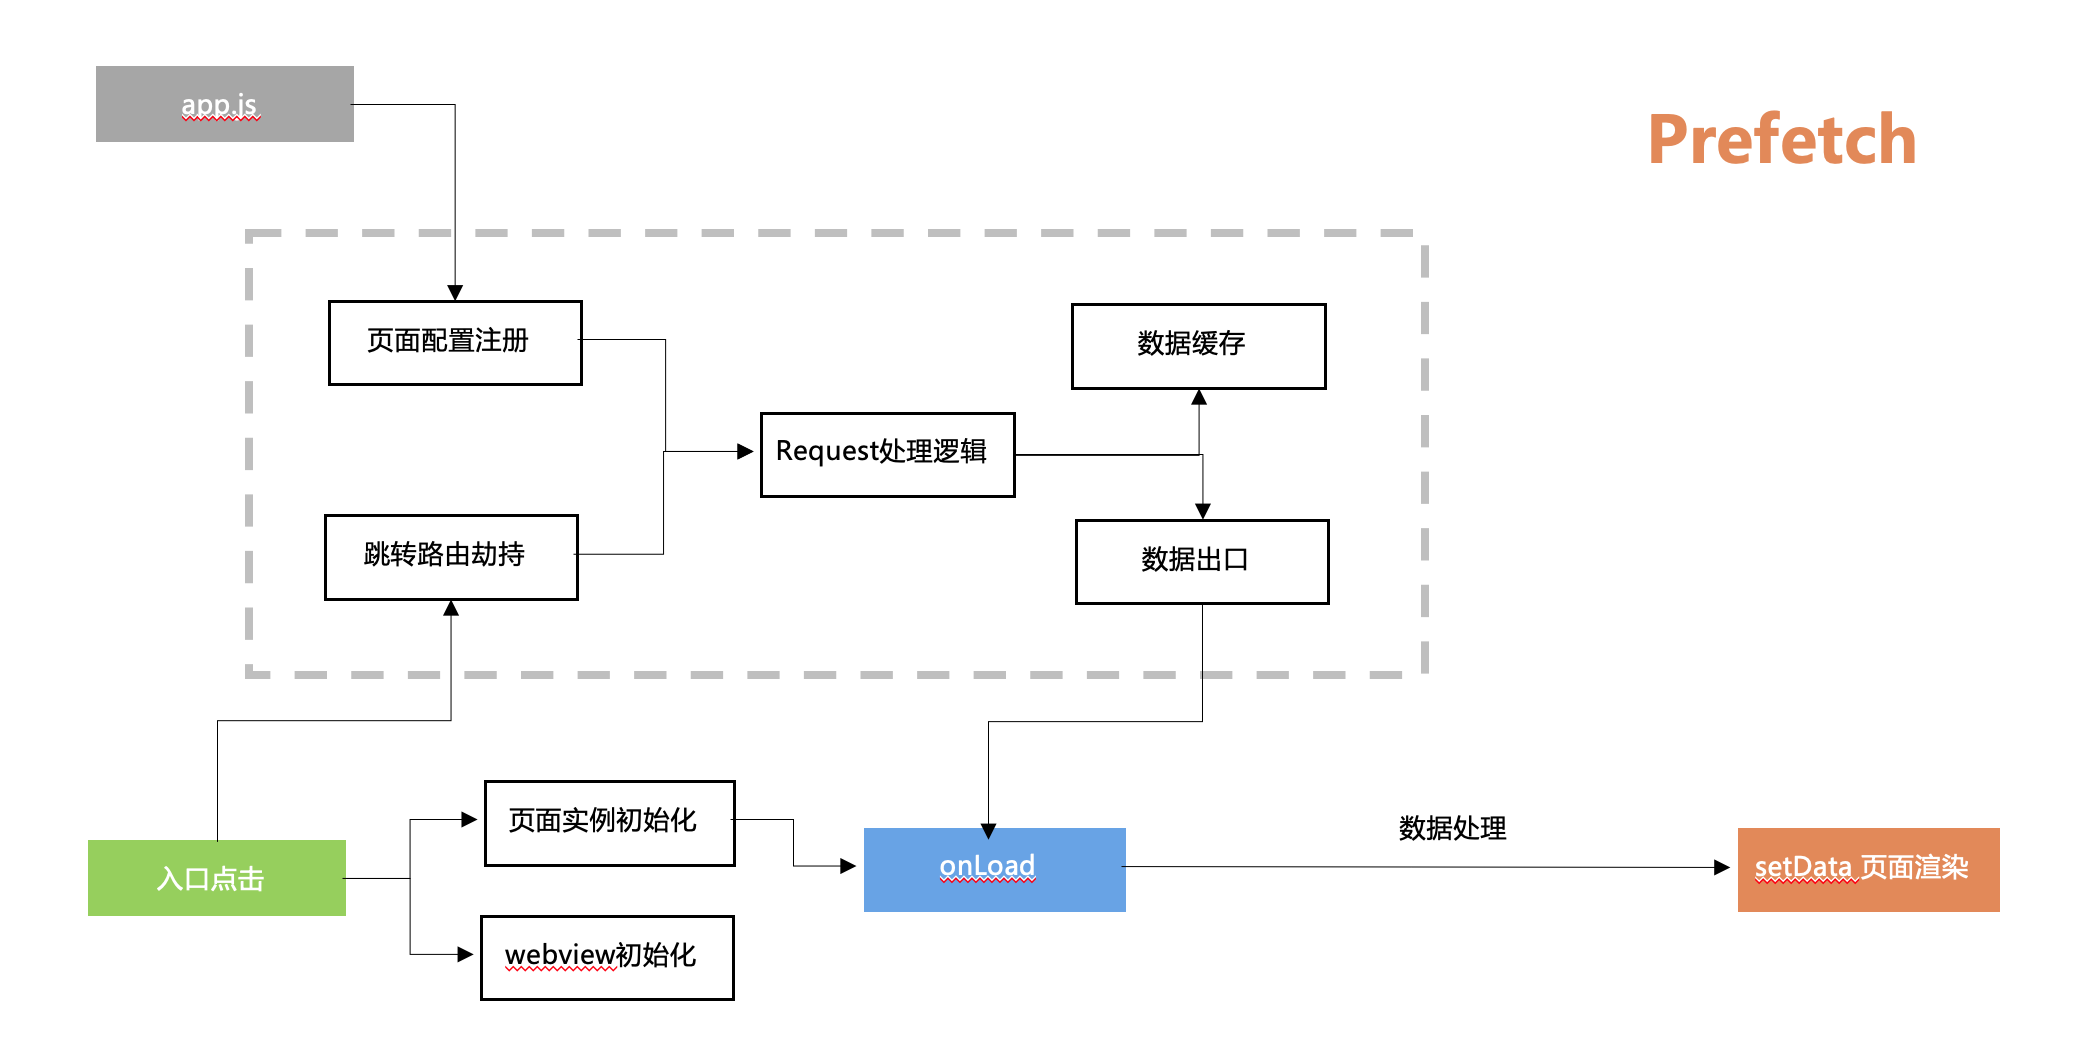 app.js
Prefetch
页面配置注册
数据缓存
Request处理逻辑
跳转路由劫持
数据出口
页面实例初始化
数据处理
入口点击
onLoad
setData 页面渲染
webview初始化